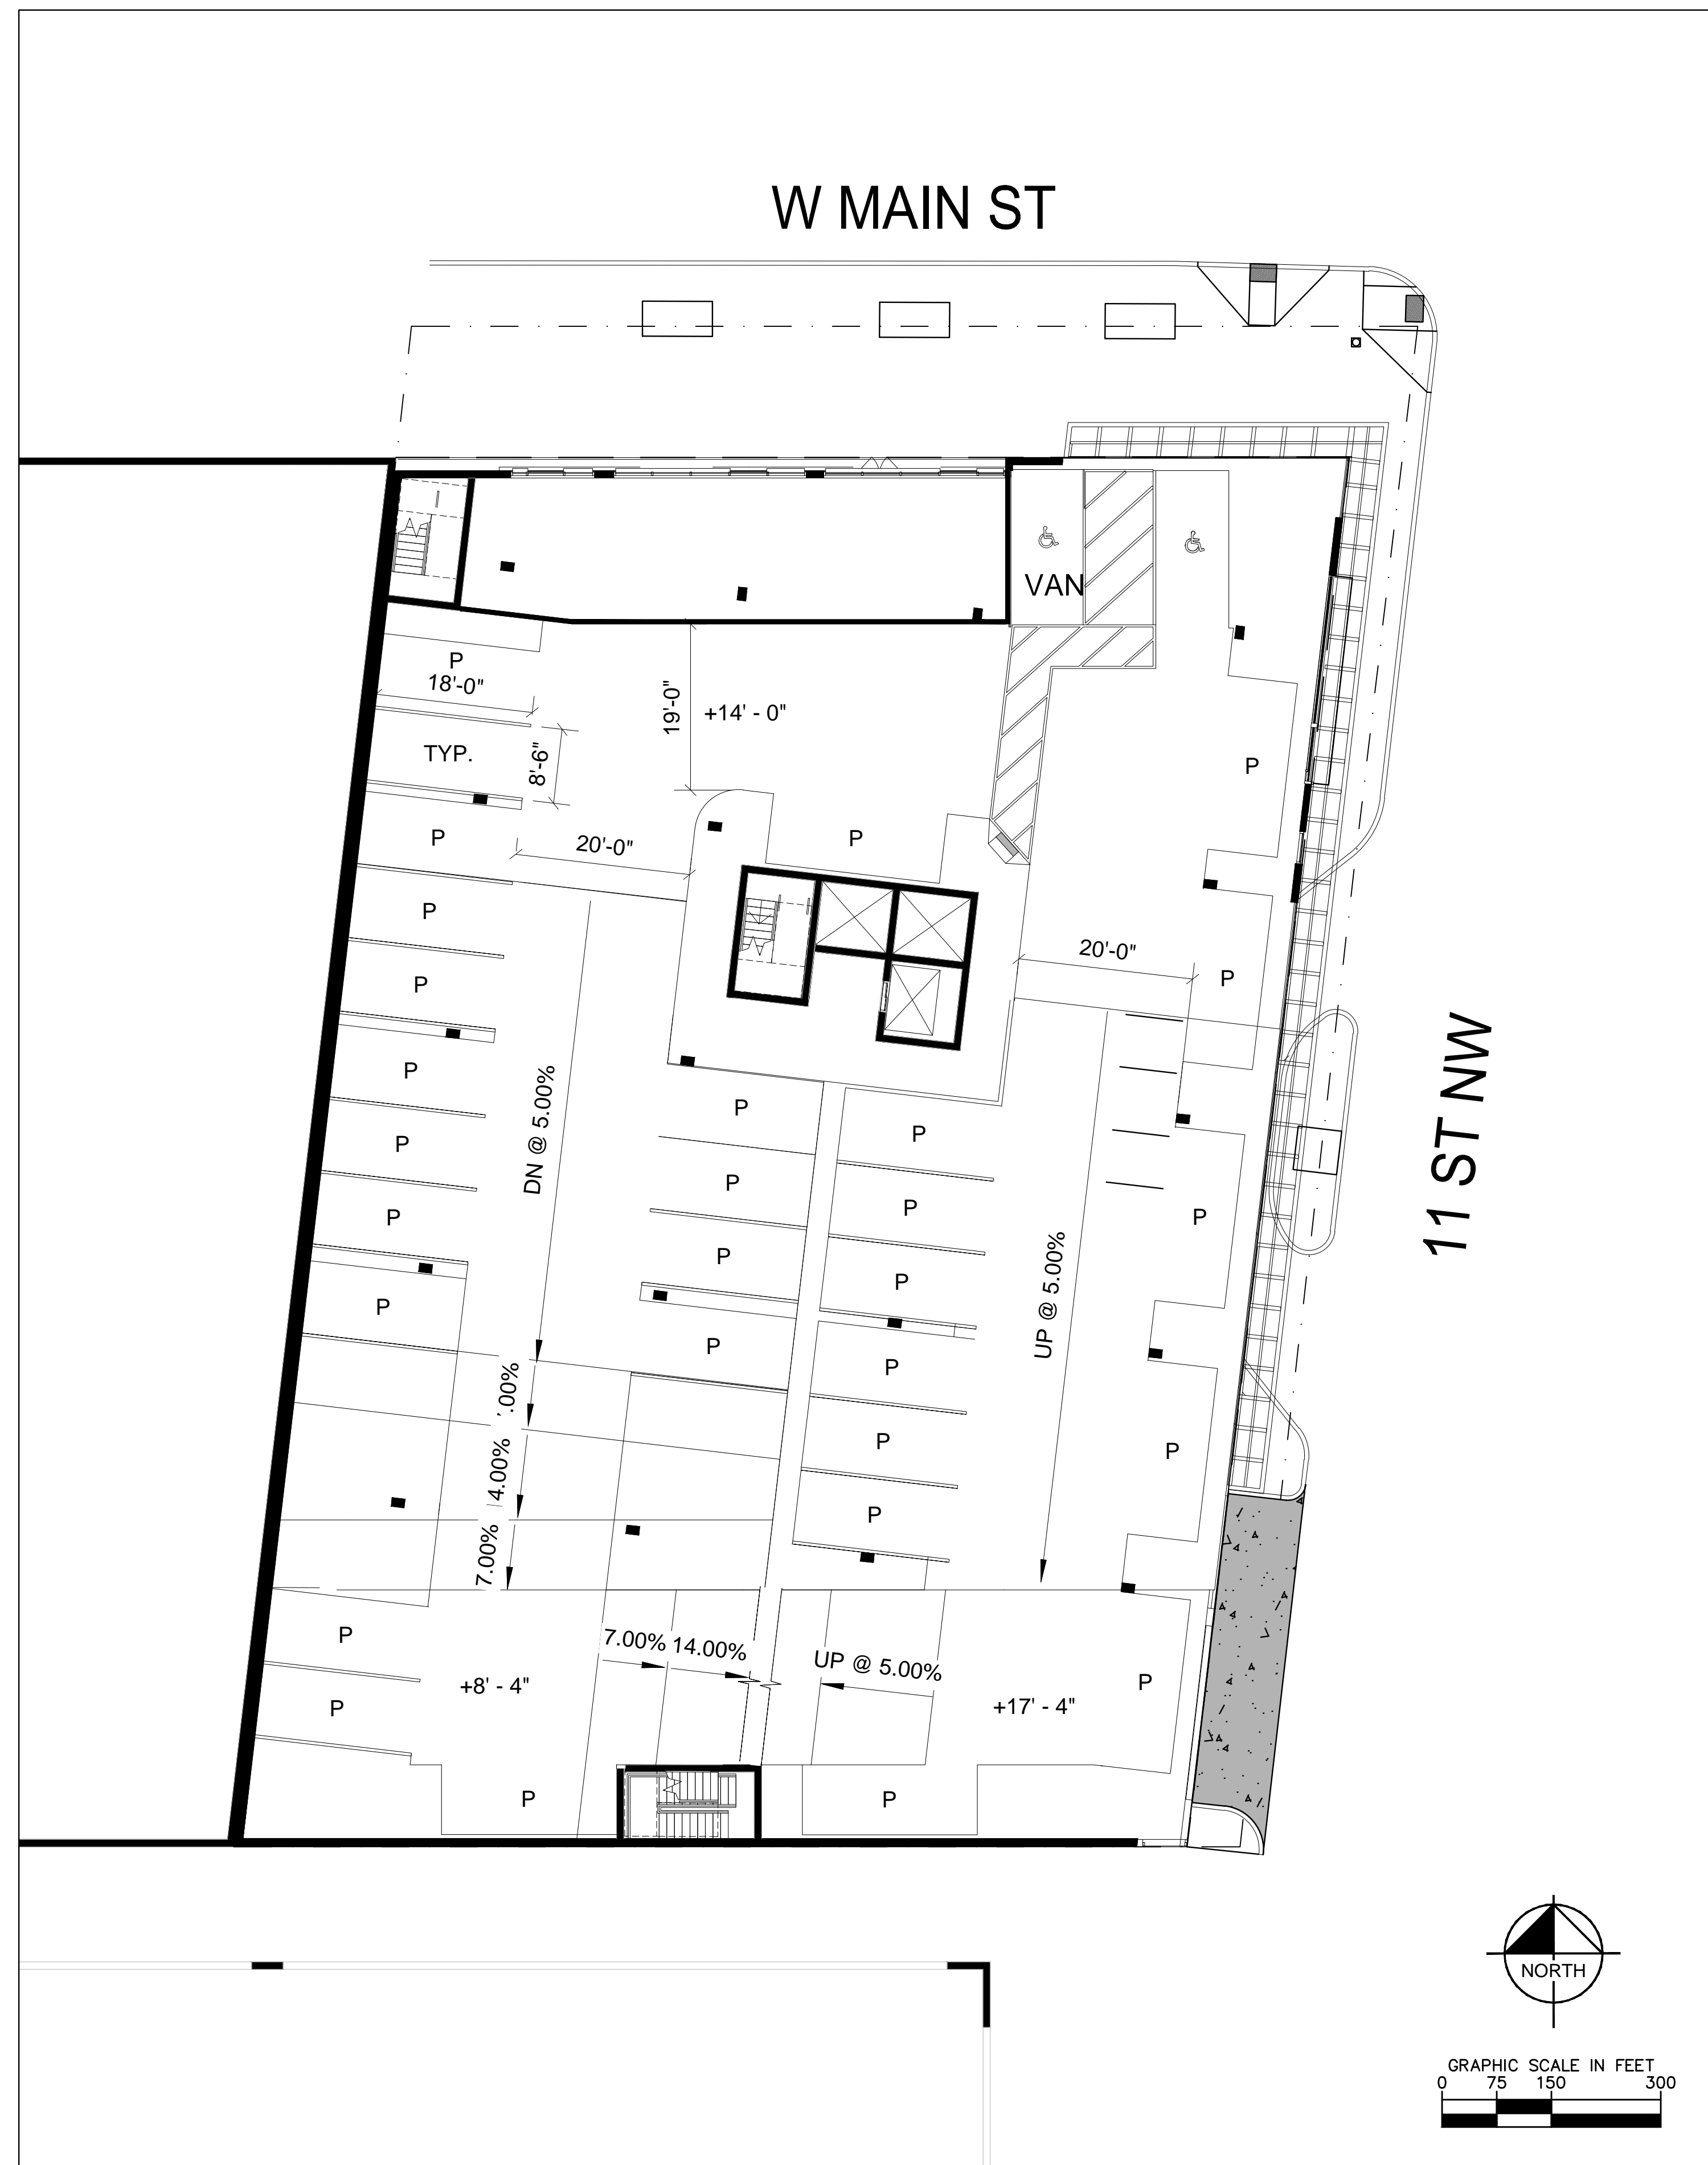 W MAIN ST
VAN
P
18'-0"
19'-0"
+14' - 0"
TYP.
8'-6"
P
P
P
20'-0"
P
20'-0"
P
P
11 ST NW
P
DN @ 5.00%
P
P
P
P
P
P
P
P
P
UP @ 5.00%
P
P
P
P
P
.00%
P
P
4.00%
7.00%
P
P
7.00%
14.00%
UP @ 5.00%
P
+8' - 4"
+17' - 4"
P
P
P
NORTH
GRAPHIC SCALE IN FEET
0 75 150 300